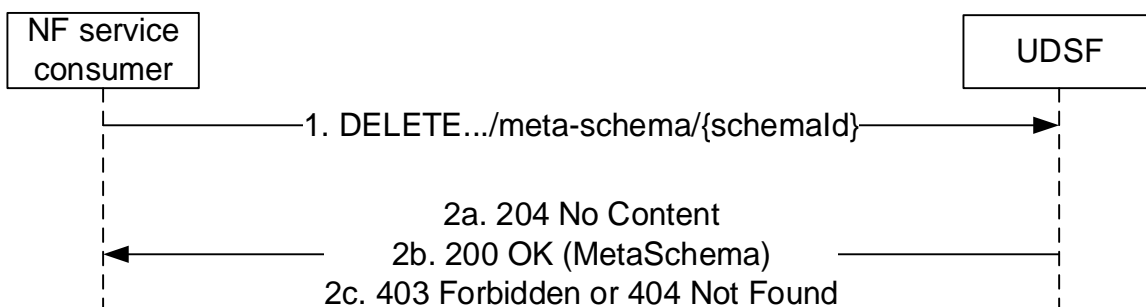 NF service
consumer
UDSF
1. DELETE.../meta-schema/{schemaId}
2a. 204 No Content
2b. 200 OK (MetaSchema)
2c. 403 Forbidden or 404 Not Found